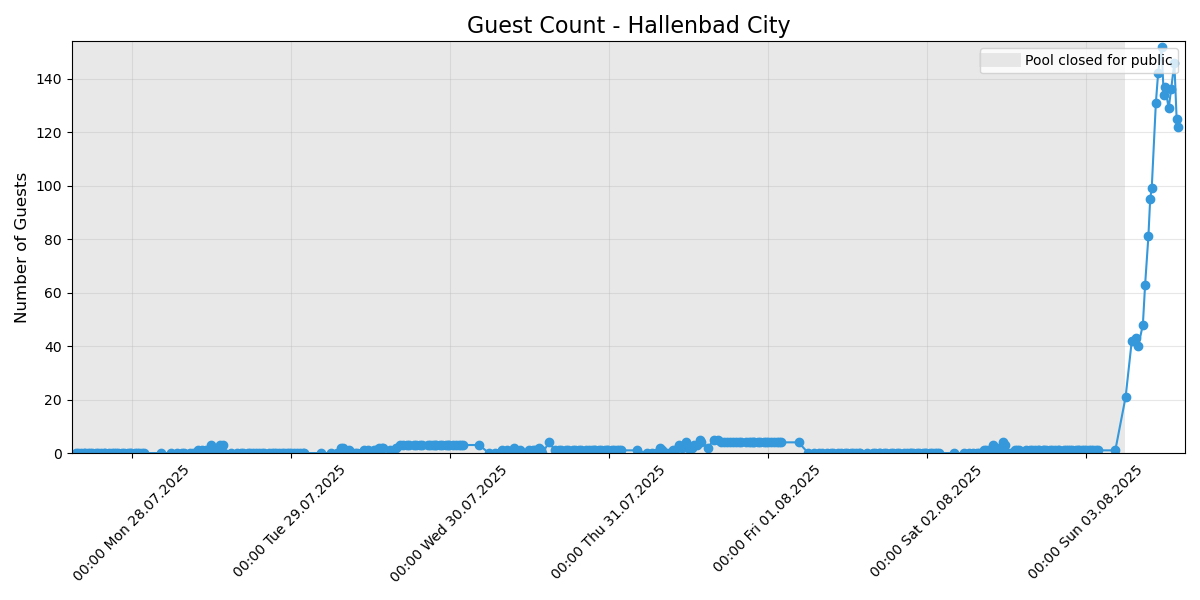 Guest Count - Hallenbad City
Pool closed for public
Number of Guests
140
120
100
80
60
40
20
0
00:00 Mon 28.07.2025
00:00 Tue 29.07.2025
00:00 Wed 30.07.2025
00:00 Thu 31.07.2025
00:00 Fri 01.08.2025
00:00 Sat 02.08.2025
00:00 Sun 03.08.2025